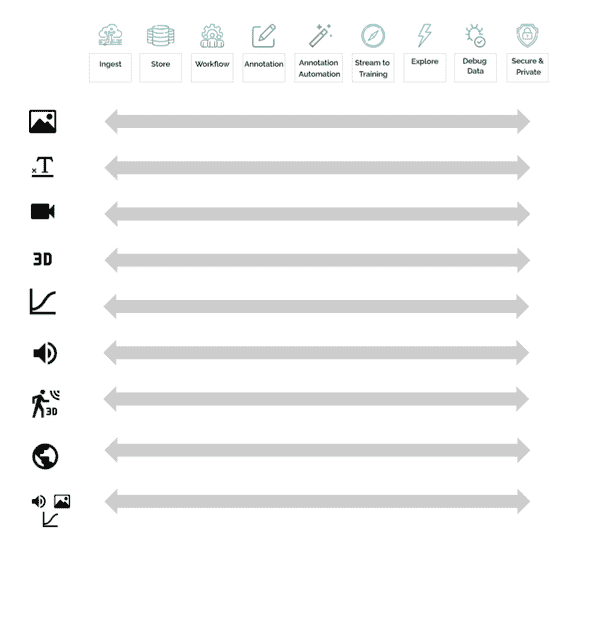 Ingest
Store
Workflow
Annotation
Annotation
Automation
Stream to
Training
Explore
Debug
Data
Secure &
Private
×T
3D
3D